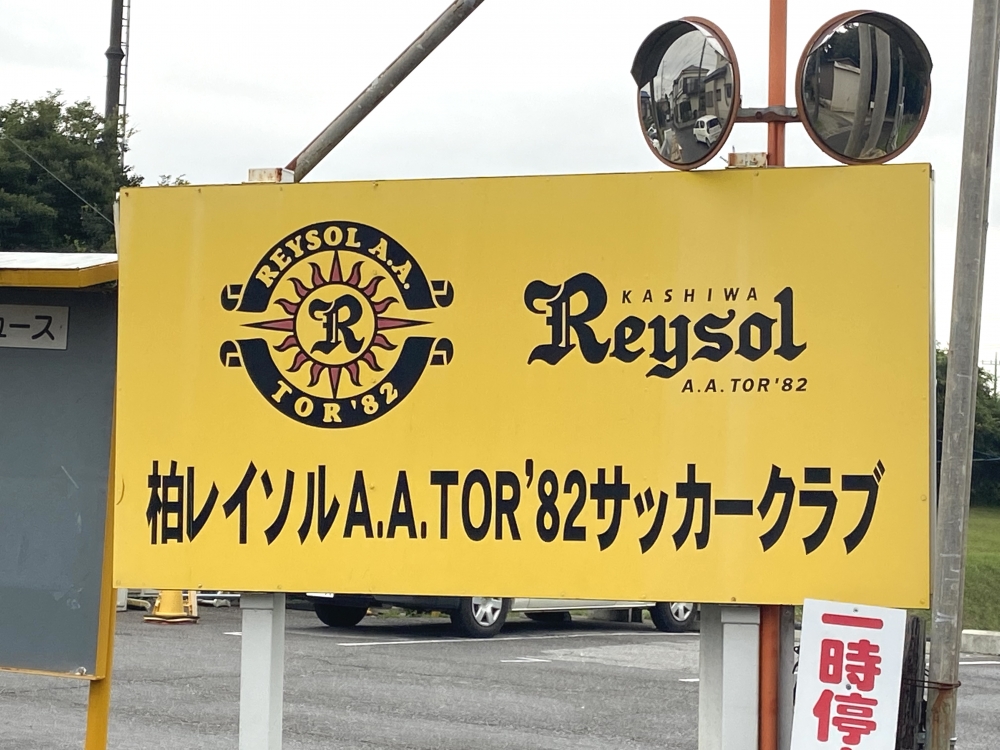 REYSOL A.A.
R
TOR '82
KASHIWA
Reysol
A.A.TOR'82
柏レイソルA.A.TOR'82サッカークラブ
ュース
一時停